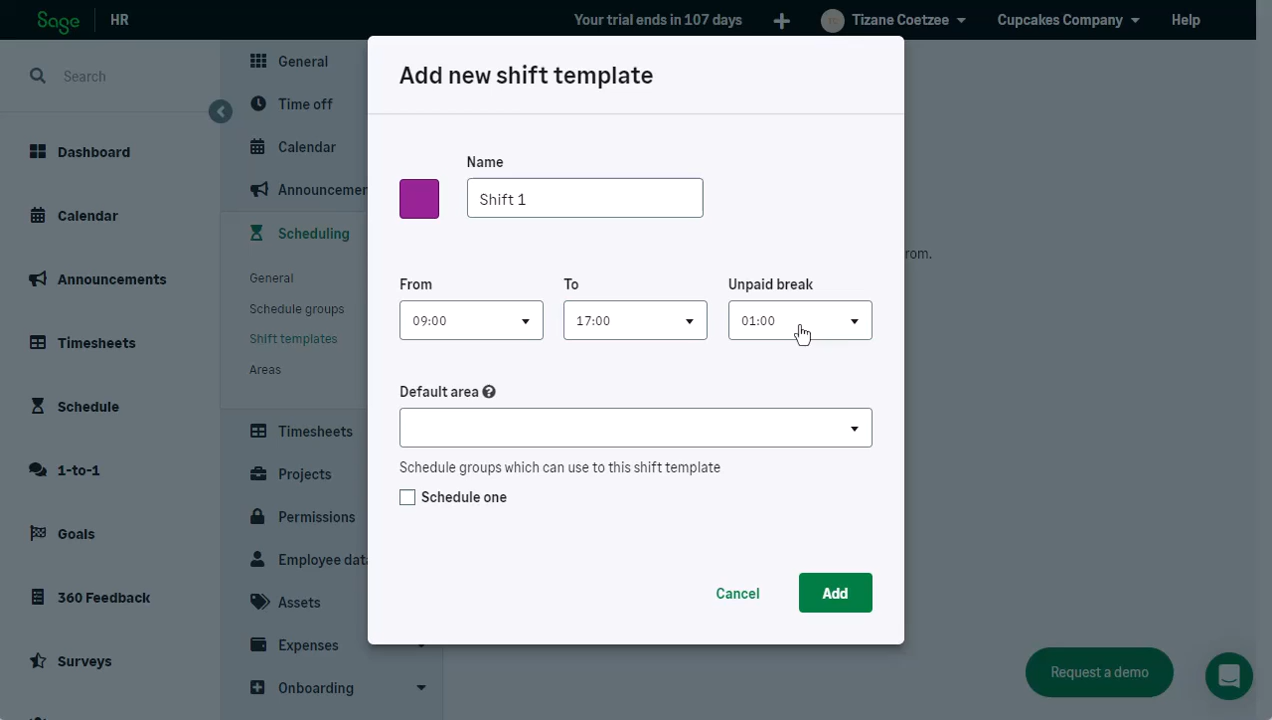 Sage
HR
Your trial ends in 107 days
Tizane Coetzee
Cupcakes Company
Help
Search
Dashboard
Calendar
Announcements
Timesheets
Schedule
1-to-1
Goals
360 Feedback
Surveys
General
Time off
Calendar
Announcemen
Scheduling
General
Schedule groups
Shift templates
Areas
Timesheets
Projects
Permissions
Employee dat
Assets
Expenses
Onboarding
Add new shift template
Name
Shift 1
From
To
Unpaid break
09:00
17:00
01:00
Default area
Schedule groups which can use to this shift template
Schedule one
Cancel
Add
rom.
Request a demo